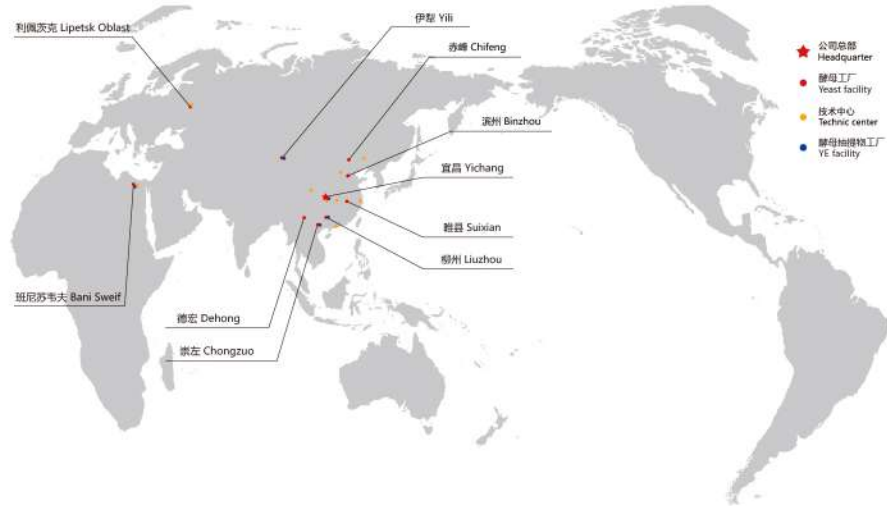 利佩茨克 Lipetsk Oblast
伊犁 Yili
赤峰 Chifeng
滨州 Binzhou
宜昌 Yichang
睢县 Suixian
柳州 Liuzhou
班尼苏韦夫 Bani Sweif
德宏 Dehong
崇左 Chongzuo
公司总部
Headquarter
酵母工厂
Yeast facility
技术中心
Technic center
酵母抽提物工厂
YE facility